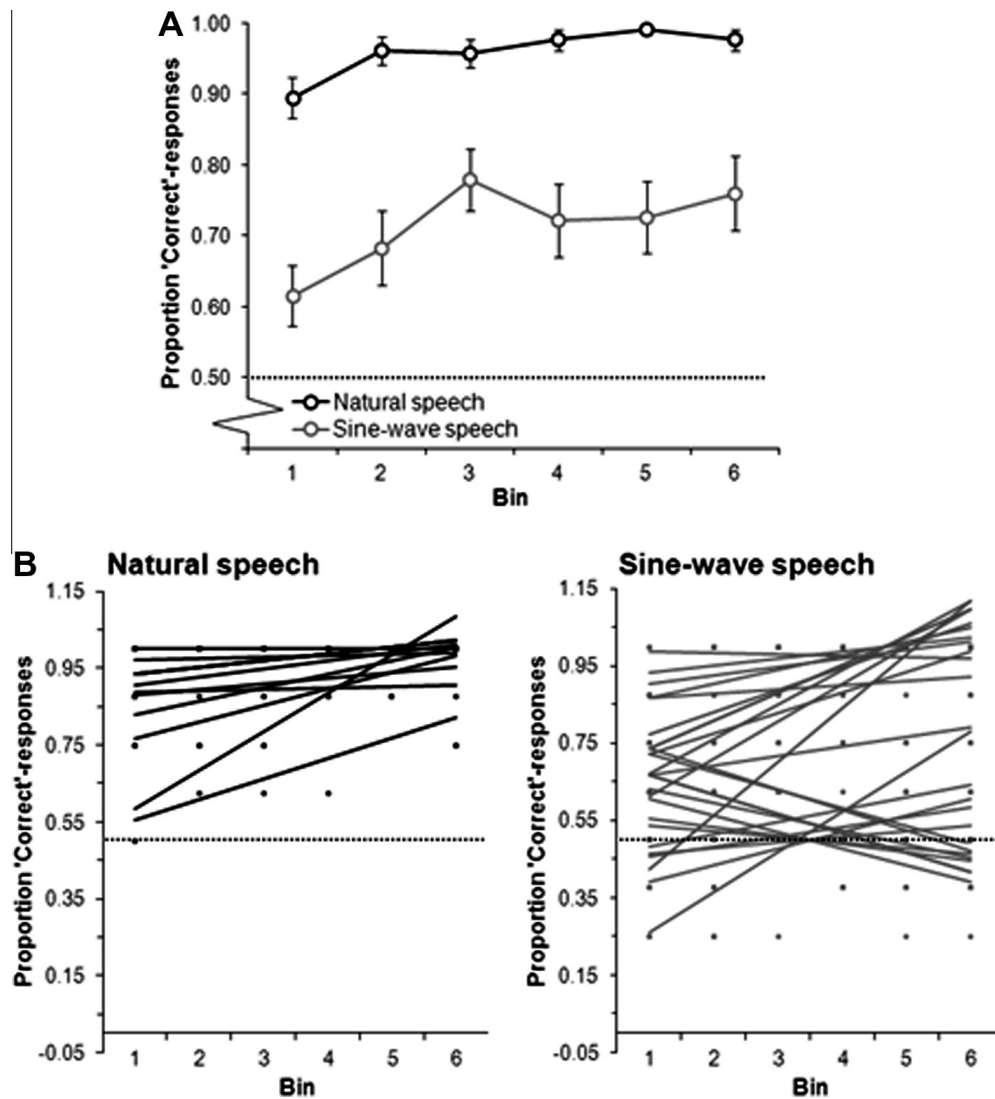 A
Proportion 'Correct'-responses
1.00
0.90
0.80
0.70
0.60
0.50
Natural speech
Sine-wave speech
1 2 3 4 5 6
Bin
B
Natural speech
Proportion 'Correct'-responses
1.15
0.95
0.75
0.55
0.35
0.15
-0.05
1 2 3 4 5 6
Bin
Sine-wave speech
Proportion 'Correct'-responses
1.15
0.95
0.75
0.55
0.35
0.15
-0.05
1 2 3 4 5 6
Bin